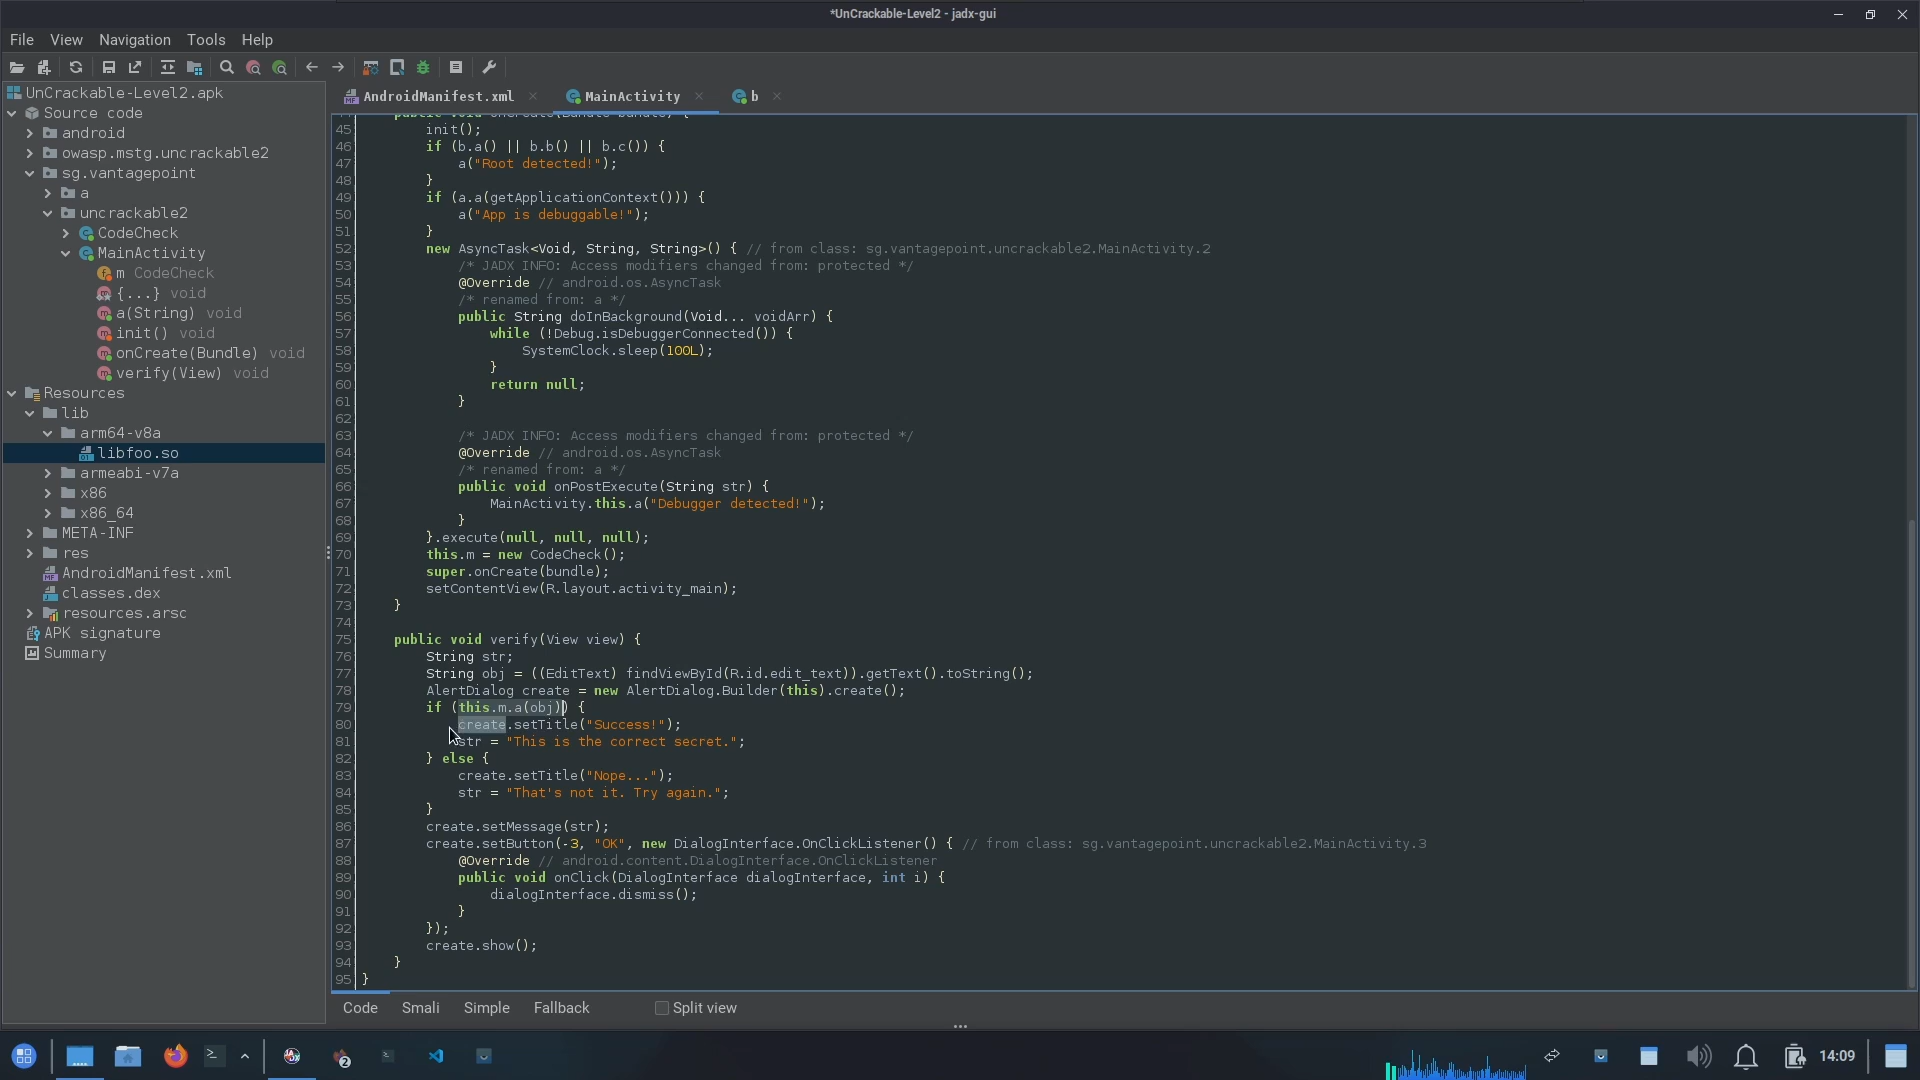 *UnCrackable-Level2 - jadx-gui
File View Navigation Tools Help
UnCrackable-Level2.apk
Source code
android
owasp.mstg.uncrackable2
sg.vantagepoint
a
uncrackable2
CodeCheck
MainActivity
m CodeCheck
{...} void
a(String) void
init() void
onCreate(Bundle) void
verify(View) void
Resources
lib
arm64-v8a
libfoo.so
armeabi-v7a
x86
x86_64
META-INF
res
AndroidManifest.xml
classes.dex
resources.arsc
APK signature
Summary
AndroidManifest.xml MainActivity b
public void onCreate(Bundle bundle) {
45 init();
46 if (b.a() || b.b() || b.c()) {
47 a("Root detected!");
48 }
49 if (a.a(getApplicationContext())) {
50 a("App is debuggable!");
51 }
52 new AsyncTask<Void, String, String>() { // from class: sg.vantagepoint.uncrackable2.MainActivity.2
53 /* JADX INFO: Access modifiers changed from: protected */
54 @Override // android.os.AsyncTask
55 /* renamed from: a */
56 public String doInBackground(Void... voidArr) {
57 while (!Debug.isDebuggerConnected()) {
58 SystemClock.sleep(100L);
59 }
60 return null;
61 }
62
63 /* JADX INFO: Access modifiers changed from: protected */
64 @Override // android.os.AsyncTask
65 /* renamed from: a */
66 public void onPostExecute(String str) {
67 MainActivity.this.a("Debugger detected!");
68 }
69 }.execute(null, null, null);
70 this.m = new CodeCheck();
71 super.onCreate(bundle);
72 setContentView(R.layout.activity_main);
73 }
74
75 public void verify(View view) {
76 String str;
77 String obj = ((EditText) findViewById(R.id.edit_text)).getText().toString();
78 AlertDialog create = new AlertDialog.Builder(this).create();
79 if (this.m.a(obj)) {
80 create.setTitle("Success!");
81 str = "This is the correct secret.";
82 } else {
83 create.setTitle("Nope...");
84 str = "That's not it. Try again.";
85 }
86 create.setMessage(str);
87 create.setButton(-3, "OK", new DialogInterface.OnClickListener() { // from class: sg.vantagepoint.uncrackable2.MainActivity.3
88 @Override // android.content.DialogInterface.OnClickListener
89 public void onClick(DialogInterface dialogInterface, int i) {
90 dialogInterface.dismiss();
91 }
92 });
93 create.show();
94 }
95 }
Code Smali Simple Fallback Split view
2
14:09